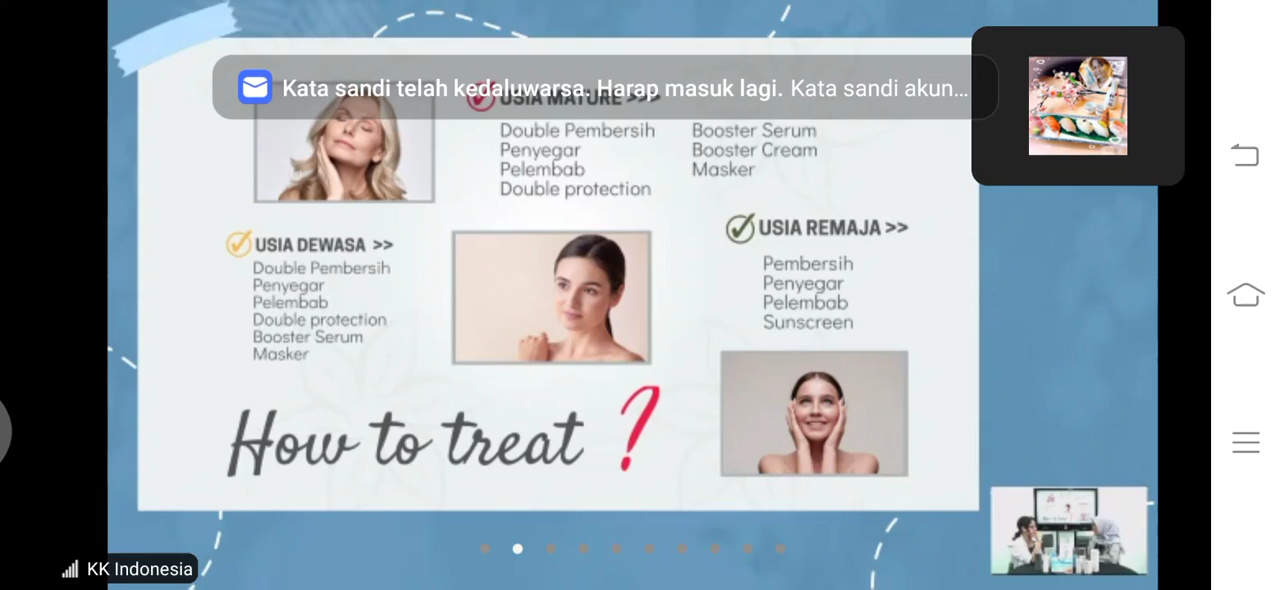 Kata sandi telah kedaluwarsa. Harap masuk lagi. Kata sandi akun...
USIA MATURE >>>
Double Pembersih
Penyegar
Pelembab
Double protection
Booster Serum
Booster Cream
Masker
USIA DEWASA >>
Double Pembersih
Penyegar
Pelembab
Double protection
Booster Serum
Masker
USIA REMAJA >>
Pembersih
Penyegar
Pelembab
Sunscreen
How to treat ?
KK Indonesia